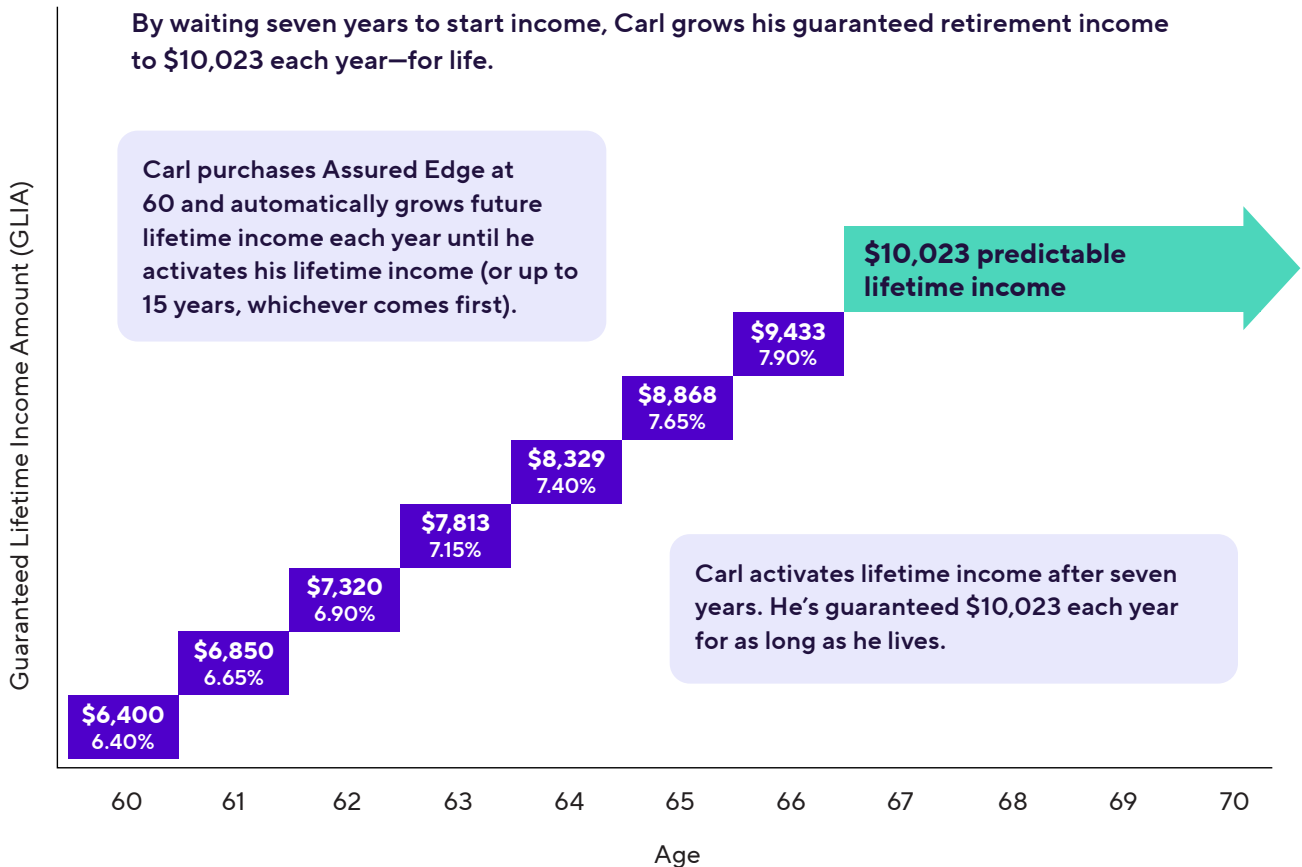 By waiting seven years to start income, Carl grows his guaranteed retirement income
to $10,023 each year—for life.
Carl purchases Assured Edge at
60 and automatically grows future
lifetime income each year until he
activates his lifetime income (or up to
15 years, whichever comes first).
$10,023 predictable
lifetime income
$9,433
7.90%
$8,868
7.65%
$8,329
7.40%
$7,813
7.15%
$7,320
6.90%
$6,850
6.65%
$6,400
6.40%
Carl activates lifetime income after seven
years. He’s guaranteed $10,023 each year
for as long as he lives.
Guaranteed Lifetime Income Amount (GLIA)
60 61 62 63 64 65 66 67 68 69 70
Age